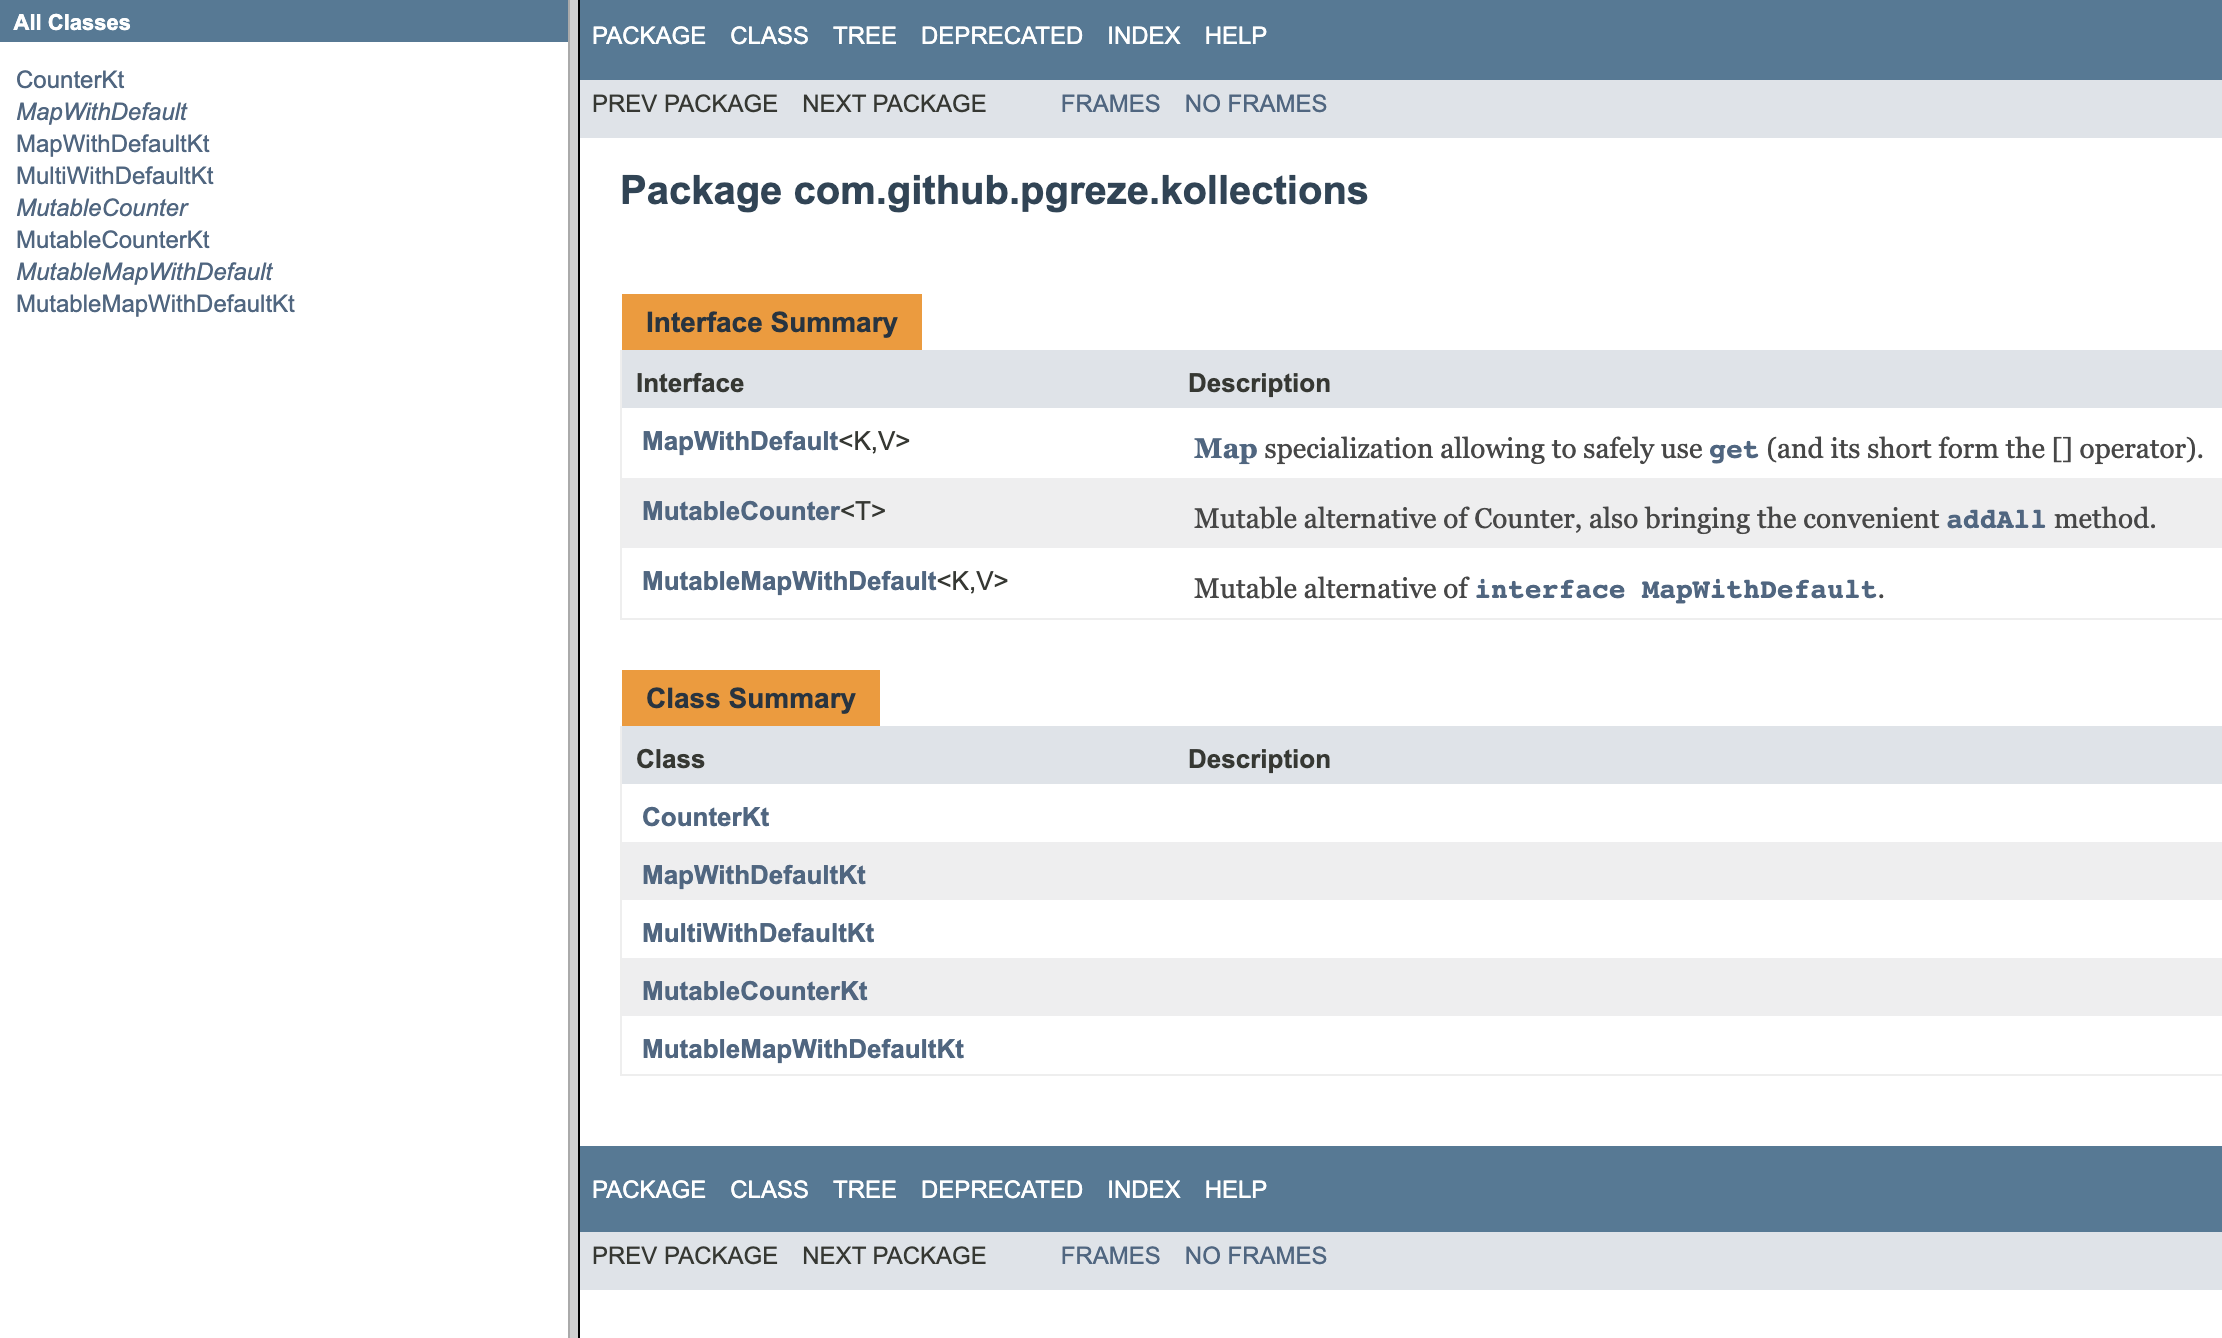 All Classes
CounterKt
MapWithDefault
MapWithDefaultKt
MultiWithDefaultKt
MutableCounter
MutableCounterKt
MutableMapWithDefault
MutableMapWithDefaultKt
PACKAGE CLASS TREE DEPRECATED INDEX HELP
PREV PACKAGE NEXT PACKAGE FRAMES NO FRAMES
Package com.github.pgreze.kollections
Interface Summary
Interface Description
MapWithDefault<K,V> Map specialization allowing to safely use get (and its short form the [] operator).
MutableCounter<T> Mutable alternative of Counter, also bringing the convenient addAll method.
MutableMapWithDefault<K,V> Mutable alternative of interface MapWithDefault.
Class Summary
Class Description
CounterKt
MapWithDefaultKt
MultiWithDefaultKt
MutableCounterKt
MutableMapWithDefaultKt
PACKAGE CLASS TREE DEPRECATED INDEX HELP
PREV PACKAGE NEXT PACKAGE FRAMES NO FRAMES